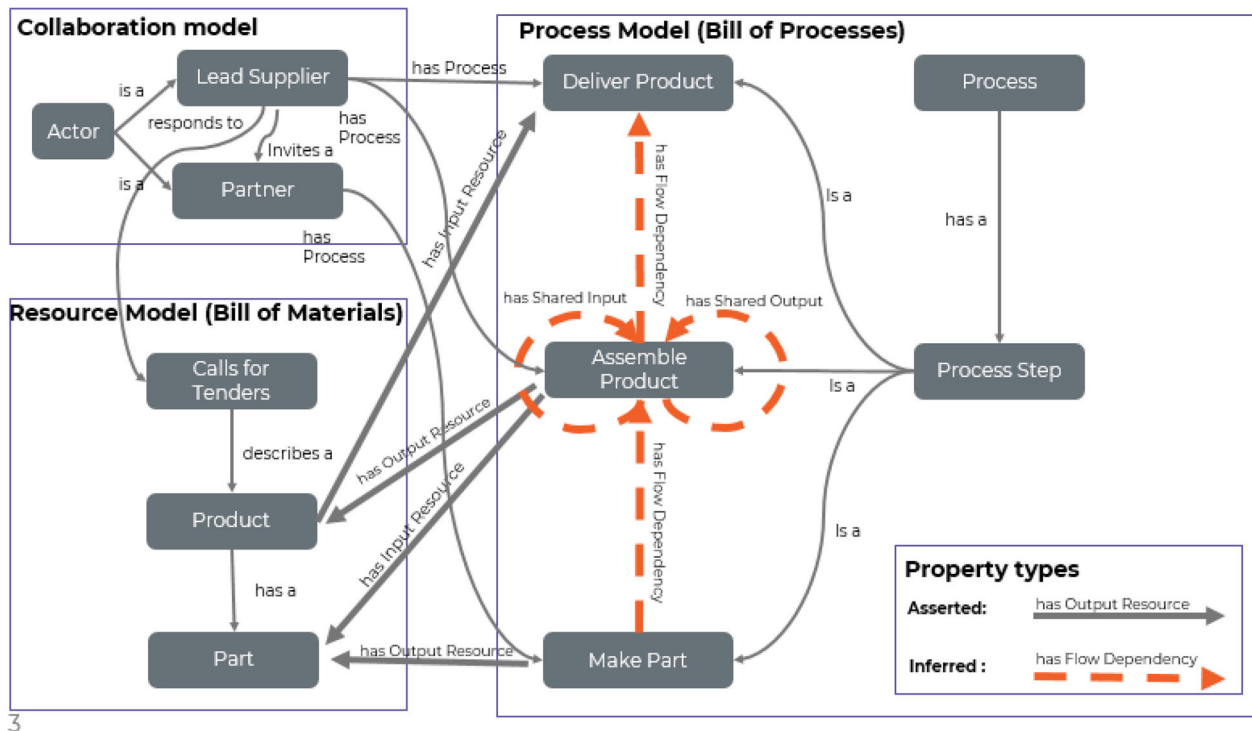 Collaboration model
Process Model (Bill of Processes)
Lead Supplier
has Process
Deliver Product
Process
is a
Actor
responds to
has
Process
Invites a
is a
Partner
has
Process
has Input Resource
has Flow Dependency
Is a
has a
Resource Model (Bill of Materials)
has Shared Input
has Shared Output
Calls for
Tenders
Assemble
Product
Is a
Process Step
describes a
has Output Resource
has Input Resource
has Flow Dependency
Product
Is a
has a
Part
has Output Resource
Make Part
Property types
Asserted:
has Output Resource
Inferred :
has Flow Dependency
3